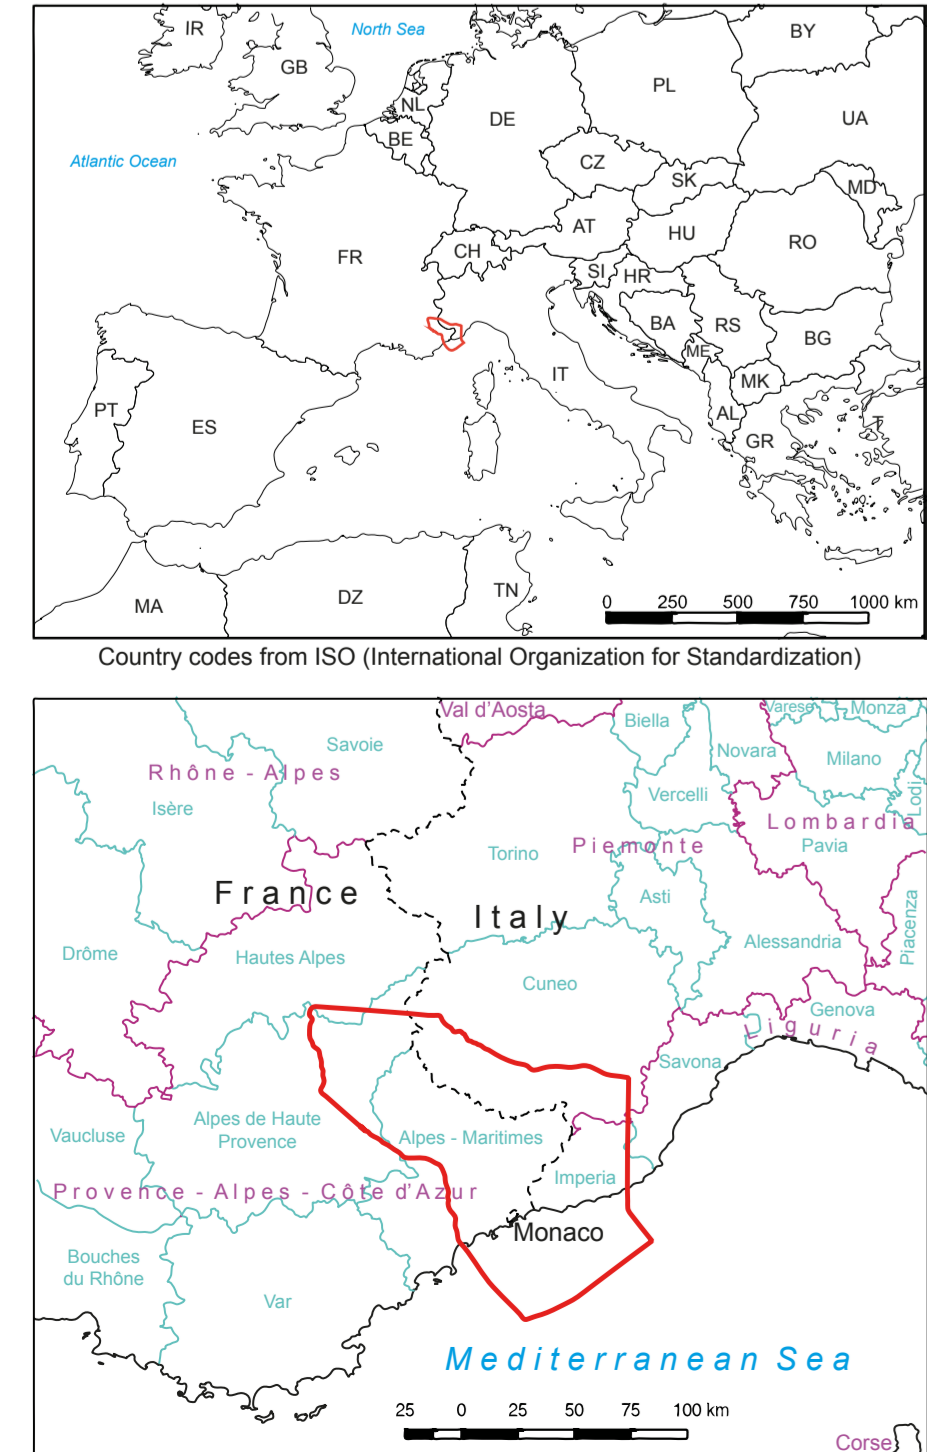 IR
North Sea
BY
GB
PL
NL
DE
UA
BE
Atlantic Ocean
CZ
SK
MD
AT
HU
RO
FR
CH
SI
HR
BA
RS
BG
ME
IT
MK
PT
AL
T
ES
GR
MA
DZ
TN
0 250 500 750 1000 km
Country codes from ISO (International Organization for Standardization)
Val d'Aosta
Varese
Monza
Biella
Savoie
Novara
Milano
Rhône - Alpes
Isère
Vercelli
Lodi
Lombardia
Torino
Piemonte
Pavia
France
Asti
Italy
Piacenza
Drôme
Hautes Alpes
Alessandria
Cuneo
Genova
Liguria
Savona
Vaucluse
Alpes de Haute
Provence
Alpes - Maritimes
Imperia
Provence - Alpes - Côte d'Azur
Monaco
Bouches
du Rhône
Var
Mediterranean Sea
25 0 25 50 75 100 km
Corse